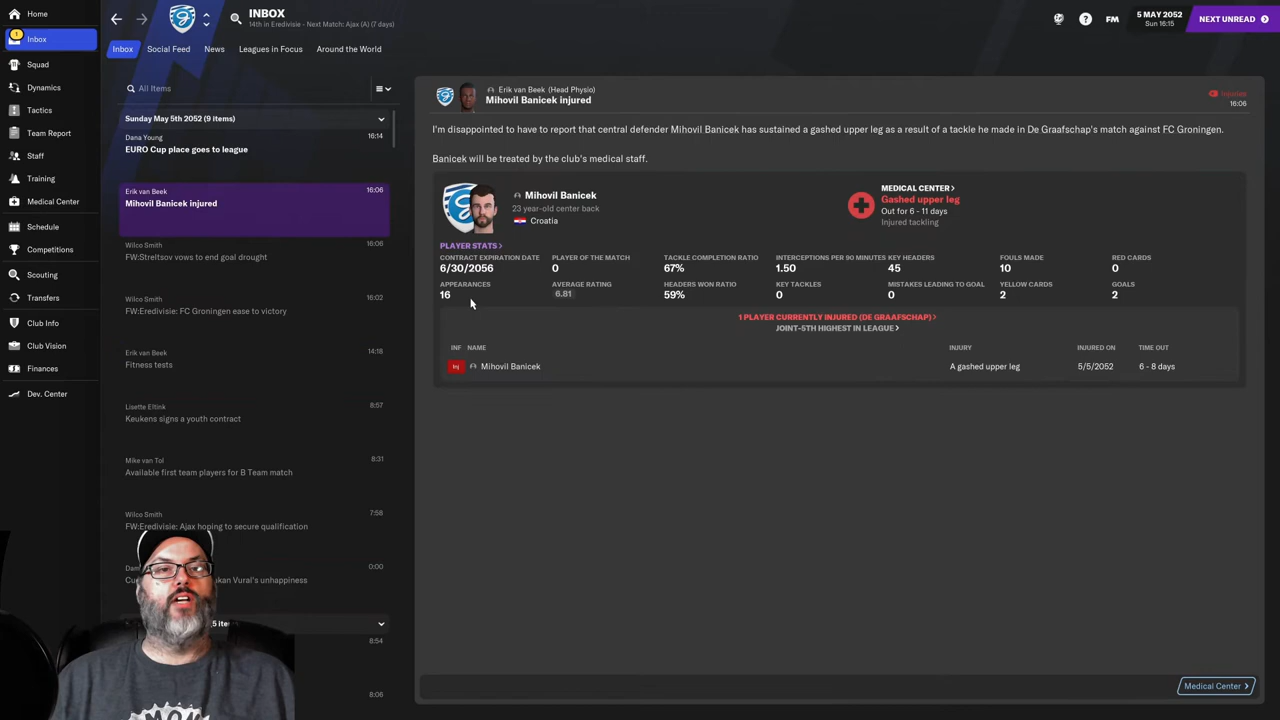 Home
INBOX
14th in Eredivisie - Next Match: Ajax (A) (7 days)
FM
5 MAY 2052
Sun 16:15
NEXT UNREAD
1
Inbox
Squad
Dynamics
Tactics
Team Report
Staff
Training
Medical Center
Schedule
Competitions
Scouting
Transfers
Club Info
Club Vision
Finances
Dev. Center
Inbox
Social Feed
News
Leagues in Focus
Around the World
All Items
Sunday May 5th 2052 (9 items)
Dana Young
16:14
EURO Cup place goes to league
Erik van Beek
16:06
Mihovil Banicek injured
Wilco Smith
16:06
FW:Streltsov vows to end goal drought
Wilco Smith
16:02
FW:Eredivisie: FC Groningen ease to victory
Erik van Beek
14:18
Fitness tests
Lisette Eltink
8:57
Keukens signs a youth contract
Mike van Tol
8:31
Available first team players for B Team match
Wilco Smith
7:58
FW:Eredivisie: Ajax hoping to secure qualification
0:00
kan Vural's unhappiness
8:54
8:06
Erik van Beek (Head Physio)
Mihovil Banicek injured
Injuries
16:06
I'm disappointed to have to report that central defender Mihovil Banicek has sustained a gashed upper leg as a result of a tackle he made in De Graafschap's match against FC Groningen.
Banicek will be treated by the club's medical staff.
Mihovil Banicek
23 year-old center back
Croatia
MEDICAL CENTER
Gashed upper leg
Out for 6 - 11 days
Injured tackling
PLAYER STATS
CONTRACT EXPIRATION DATE
6/30/2056
PLAYER OF THE MATCH
0
TACKLE COMPLETION RATIO
67%
INTERCEPTIONS PER 90 MINUTES
1.50
KEY HEADERS
45
FOULS MADE
10
RED CARDS
0
APPEARANCES
16
AVERAGE RATING
6.81
HEADERS WON RATIO
59%
KEY TACKLES
0
MISTAKES LEADING TO GOAL
0
YELLOW CARDS
2
GOALS
2
1 PLAYER CURRENTLY INJURED (DE GRAAFSCHAP)
JOINT-5TH HIGHEST IN LEAGUE
INF NAME INJURY INJURED ON TIME OUT
Inj Mihovil Banicek A gashed upper leg 5/5/2052 6 - 8 days
Medical Center